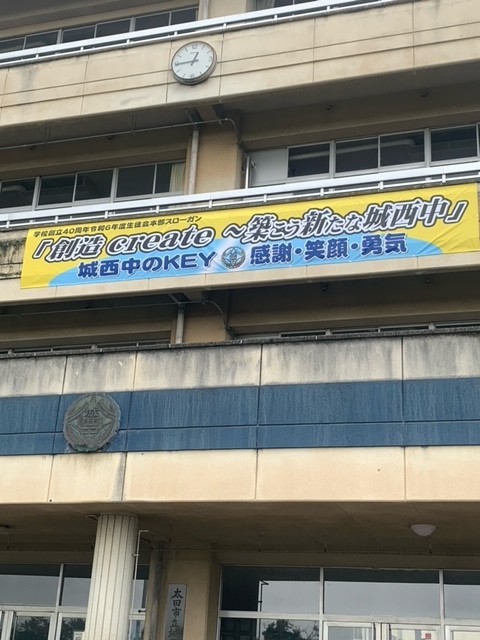 学校創立40周年令和6年度生徒会本部スローガン
「創造 create ～築こう新たな城西中」
城西中のKEY 感謝・笑顔・勇気
太田市立